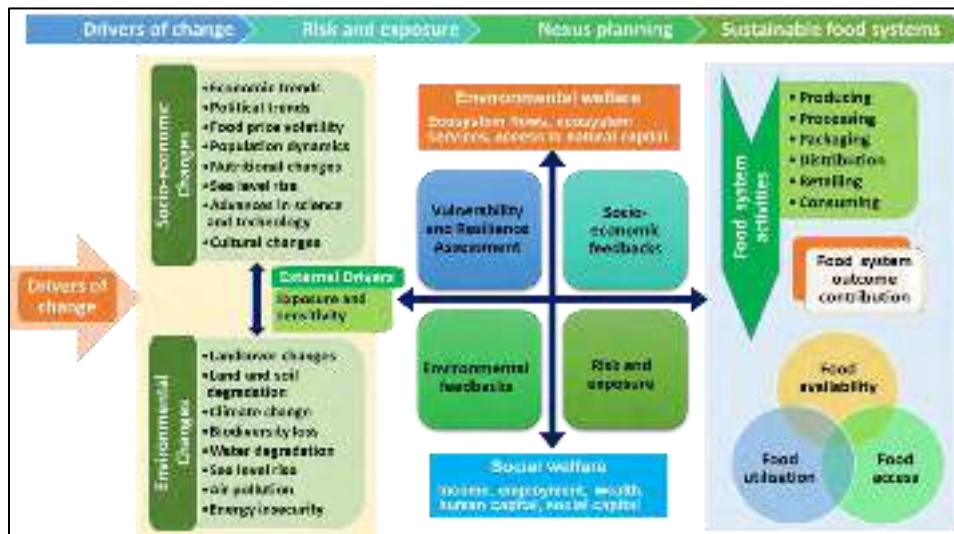 Drivers of change
Risk and exposure
Nexus planning
Sustainable food systems
Drivers of
change
Socio-economic
Changes
•Economic trends
•Political trends
•Food price volatility
•Population dynamics
•Nutritional changes
•Sea level rise
•Advances in science
and technology
•Cultural changes
External Drivers
Exposure and
sensitivity
Environmental
Changes
•Landcover changes
•Land and soil
degradation
•Climate change
•Biodiversity loss
•Water degradation
•Sea level rise
•Air pollution
•Energy insecurity
Environmental welfare
Ecosystem flows, ecosystem
services, access to natural capital
Vulnerability
and Resilience
Assessment
Socio-
economic
feedbacks
Environmental
feedbacks
Risk and
exposure
Social welfare
Income, employment, wealth,
human capital, social capital
Food system
activities
• Producing
• Processing
• Packaging
• Distribution
• Retailing
• Consuming
Food system
outcome
contribution
Food
availability
Food
utilisation
Food
access